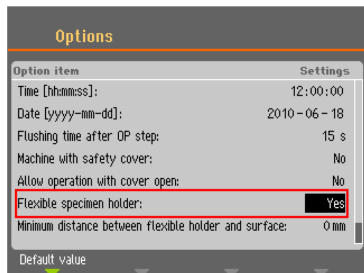 Options
Option item Settings
Time [hh:mm:ss]: 12:00:00
Date [yyyy-mm-dd]: 2010-06-18
Flushing time after OP step: 15 s
Machine with safety cover: No
Allow operation with cover open: No
Flexible specimen holder: Yes
Minimum distance between flexible holder and surface: 0 mm
Default value